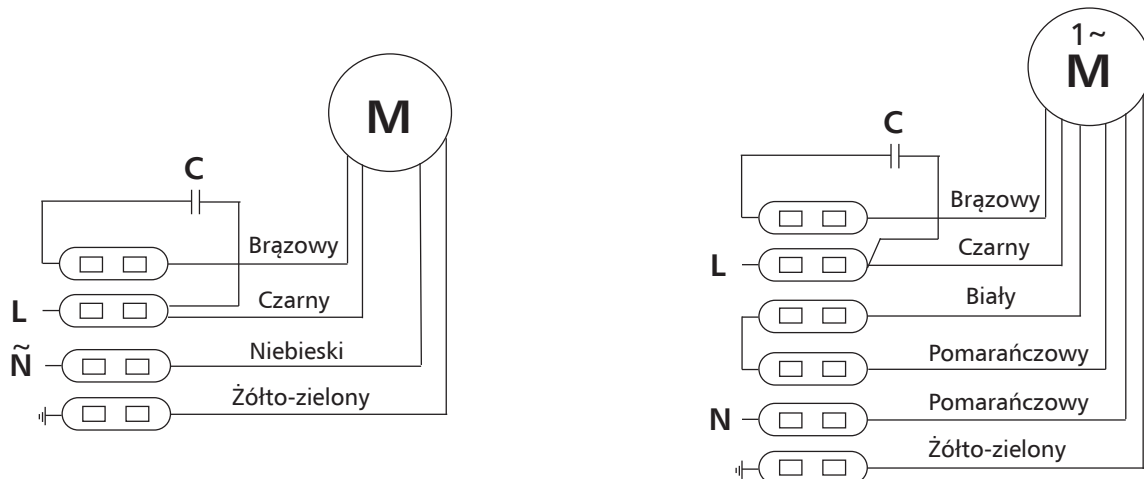 M
C
Brązowy
L
Czarny
Ñ
Niebieski
Żółto-zielony
1~
M
C
Brązowy
L
Czarny
Biały
Pomarańczowy
N
Pomarańczowy
Żółto-zielony